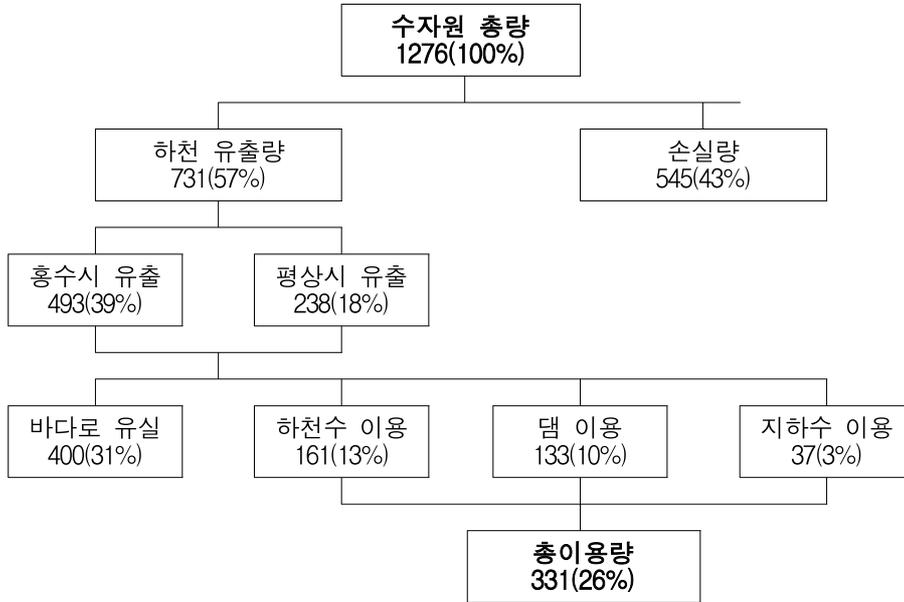 수자원 총량
1276(100%)
하천 유출량
731(57%)
손실량
545(43%)
홍수시 유출
493(39%)
평상시 유출
238(18%)
바다로 유실
400(31%)
하천수 이용
161(13%)
댐 이용
133(10%)
지하수 이용
37(3%)
총이용량
331(26%)